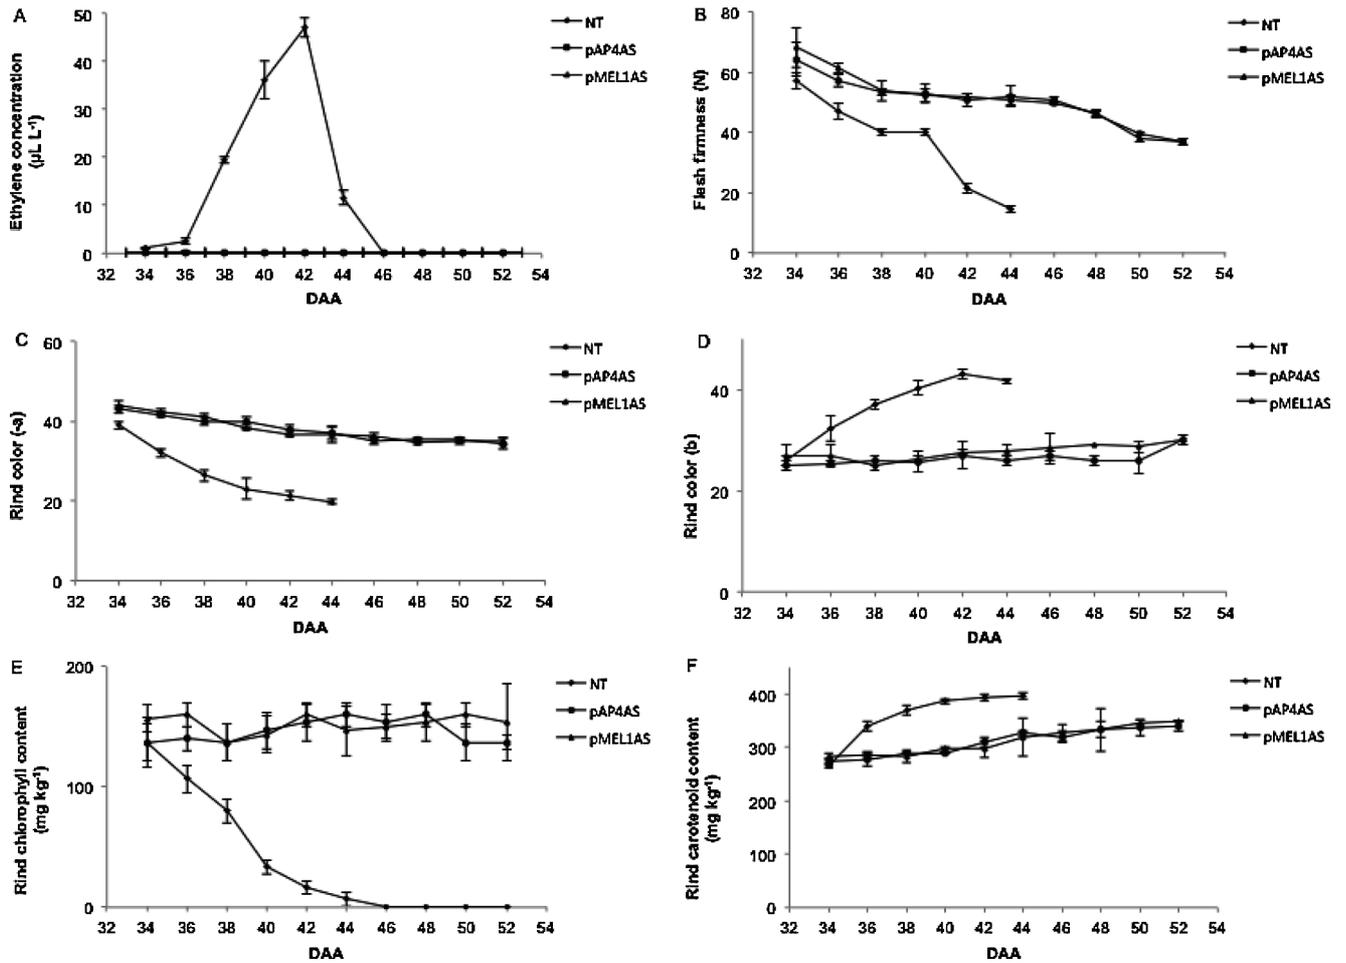 A
Ethylene concentration
(µL L-1)
50
40
30
20
10
0
32 34 36 38 40 42 44 46 48 50 52 54
DAA
NT
pAP4AS
pMEL1AS
B
Flesh firmness (N)
80
60
40
20
0
32 34 36 38 40 42 44 46 48 50 52 54
DAA
NT
pAP4AS
pMEL1AS
C
Rind color (-a)
60
40
20
0
32 34 36 38 40 42 44 46 48 50 52 54
DAA
NT
pAP4AS
pMEL1AS
D
Rind color (b)
40
20
0
32 34 36 38 40 42 44 46 48 50 52 54
DAA
NT
pAP4AS
pMEL1AS
E
Rind chlorophyll content
(mg kg-1)
200
100
0
32 34 36 38 40 42 44 46 48 50 52 54
DAA
NT
pAP4AS
pMEL1AS
F
Rind carotenoid content
(mg kg-1)
400
300
200
100
0
32 34 36 38 40 42 44 46 48 50 52 54
DAA
NT
pAP4AS
pMEL1AS